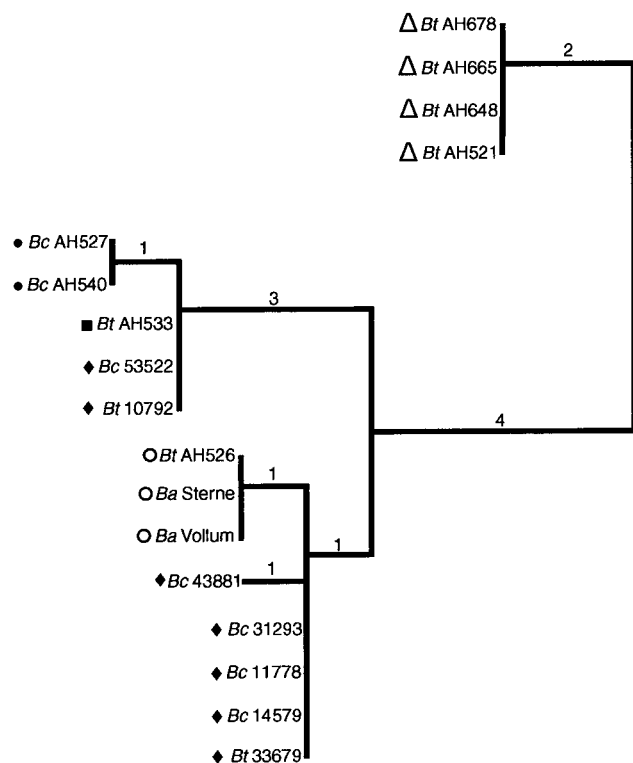 Δ Bt AH678
2
Δ Bt AH665
Δ Bt AH648
Δ Bt AH521
● Bc AH527
1
● Bc AH540
3
■ Bt AH533
♦ Bc 53522
♦ Bt 10792
4
○ Bt AH526
1
○ Ba Sterne
○ Ba Vollum
1
1
♦ Bc 43881
♦ Bc 31293
♦ Bc 11778
♦ Bc 14579
♦ Bt 33679